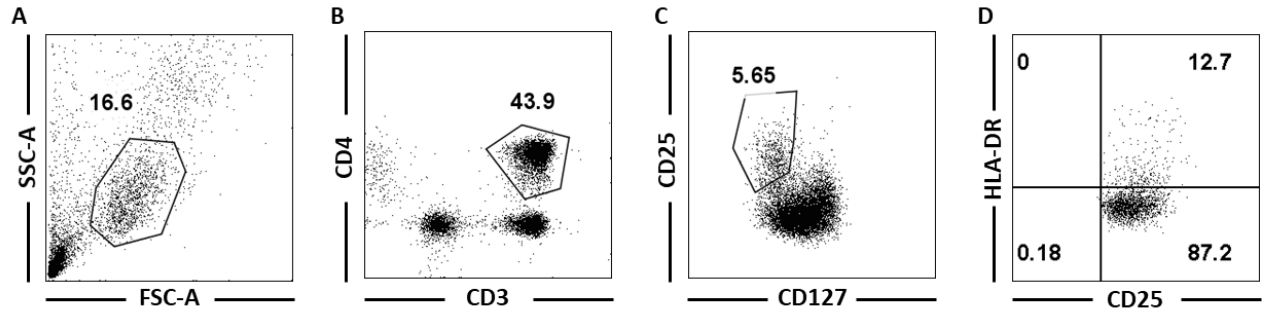 A
SSC-A
16.6
FSC-A
B
CD4
43.9
CD3
C
CD25
5.65
CD127
D
HLA-DR
0
12.7
0.18
87.2
CD25